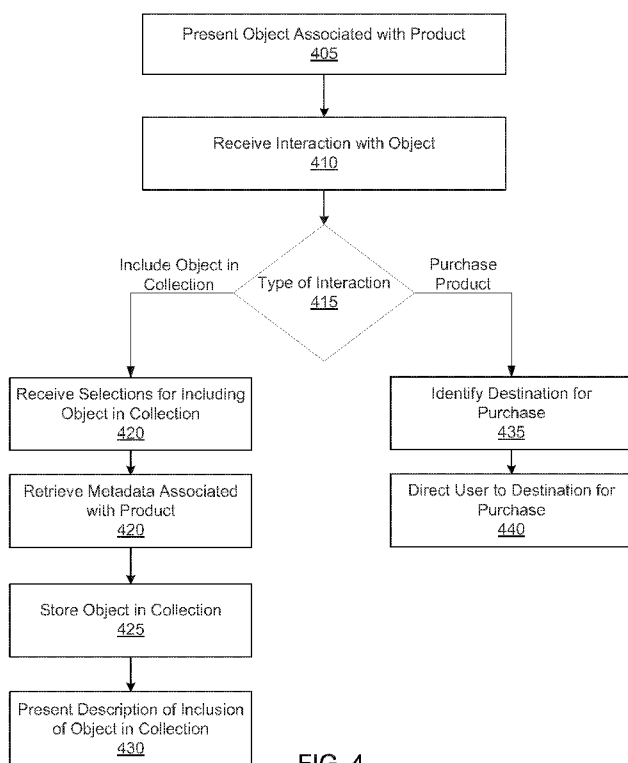 Present Object Associated with Product
405
Receive Interaction with Object
410
Include Object in
Collection
Type of Interaction
415
Purchase
Product
Receive Selections for Including
Object in Collection
420
Identify Destination for
Purchase
435
Retrieve Metadata Associated
with Product
420
Direct User to Destination for
Purchase
440
Store Object in Collection
425
Present Description of Inclusion
of Object in Collection
430
FIG. 4